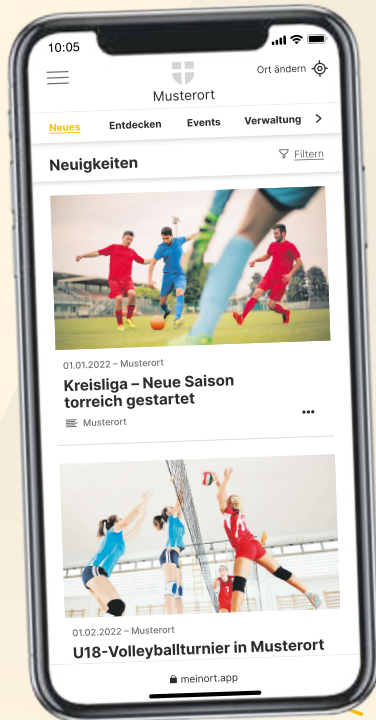 10:05
Ort ändern
Musterort
Neues Entdecken Events Verwaltung
Neuigkeiten
Filtern
01.01.2022 – Musterort
Kreisliga – Neue Saison
torreich gestartet
Musterort
01.02.2022 – Musterort
U18-Volleyballturnier in Musterort
meinort.app